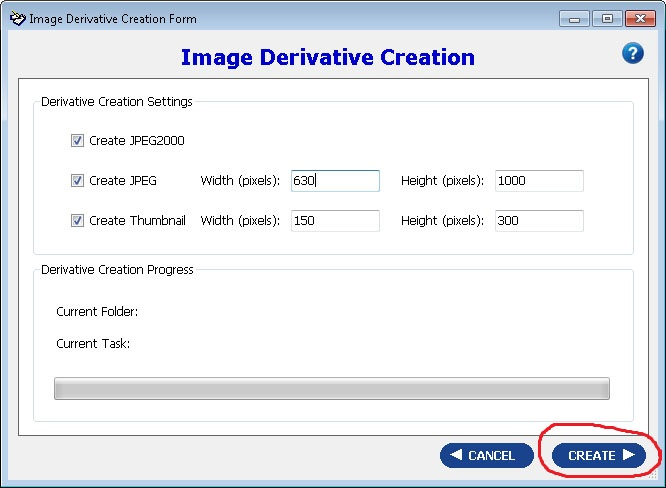 Image Derivative Creation Form
Image Derivative Creation
?
Derivative Creation Settings
Create JPEG2000
Create JPEG Width (pixels): 630 Height (pixels): 1000
Create Thumbnail Width (pixels): 150 Height (pixels): 300
Derivative Creation Progress
Current Folder:
Current Task:
CANCEL CREATE